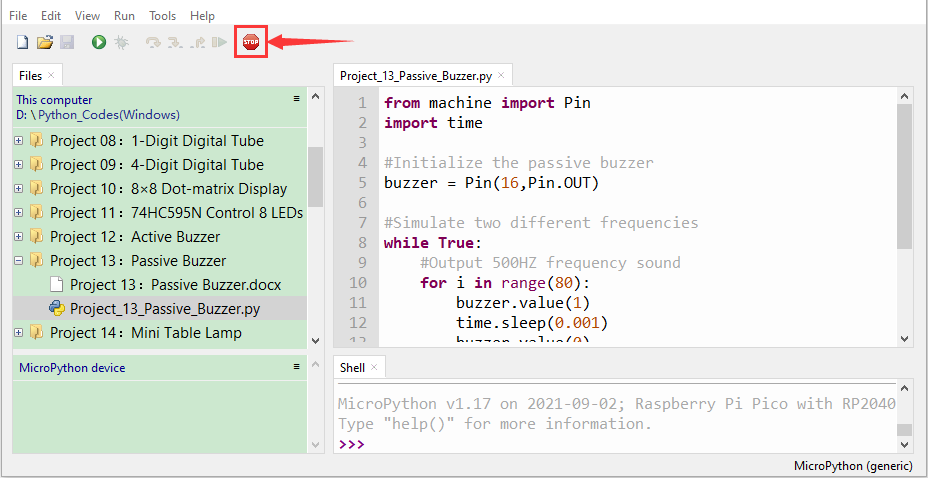 File Edit View Run Tools Help
STOP
Files ×
This computer
D: \Python_Codes(Windows)
Project 08：1-Digit Digital Tube
Project 09：4-Digit Digital Tube
Project 10：8×8 Dot-matrix Display
Project 11：74HC595N Control 8 LEDs
Project 12：Active Buzzer
Project 13：Passive Buzzer
Project 13：Passive Buzzer.docx
Project_13_Passive_Buzzer.py
Project 14：Mini Table Lamp
MicroPython device
Project_13_Passive_Buzzer.py ×
1 from machine import Pin
2 import time
3
4 #Initialize the passive buzzer
5 buzzer = Pin(16,Pin.OUT)
6
7 #Simulate two different frequencies
8 while True:
9 #Output 500HZ frequency sound
10 for i in range(80):
11 buzzer.value(1)
12 time.sleep(0.001)
13 buzzer.value(0)
Shell ×
MicroPython v1.17 on 2021-09-02; Raspberry Pi Pico with RP2040
Type "help()" for more information.
>>>
MicroPython (generic)